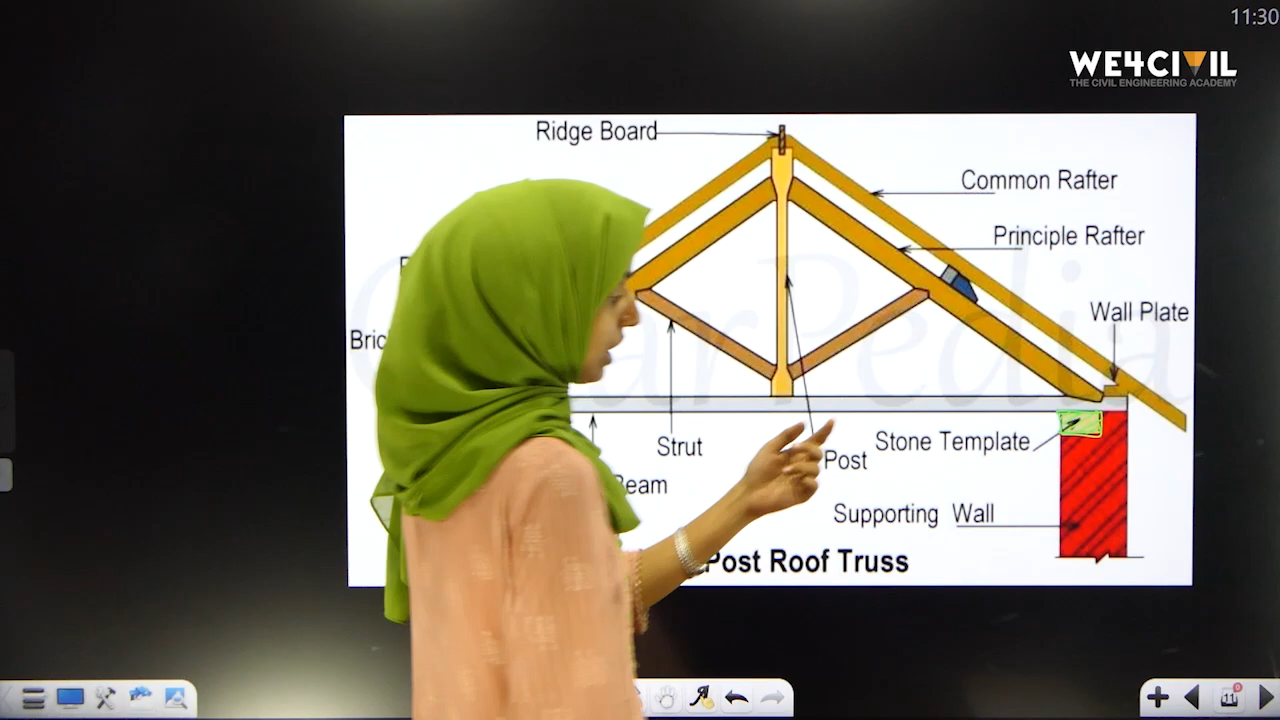 11:30
WE4CIVIL
THE CIVIL ENGINEERING ACADEMY
Ridge Board
Common Rafter
Principle Rafter
Wall Plate
Strut
Stone Template
Post
Beam
Supporting Wall
Post Roof Truss
11